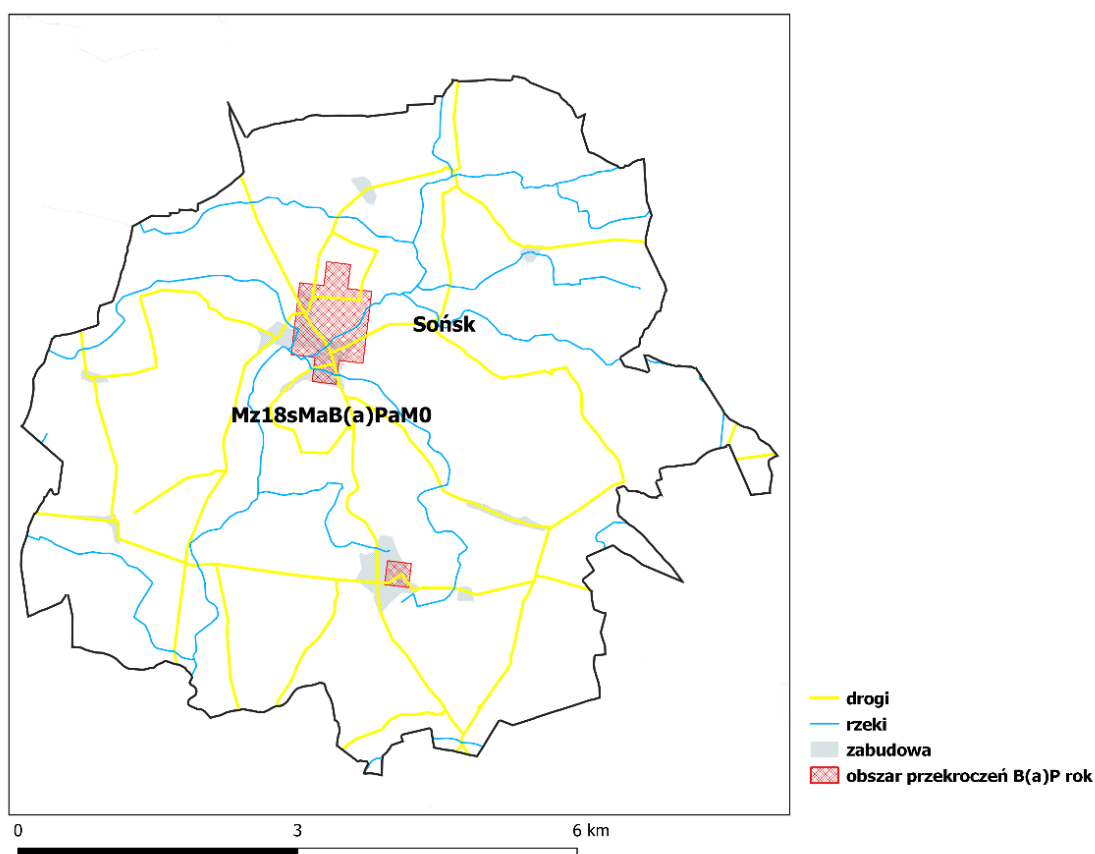 Sońsk
Mz18sMaB(a)PaM0
drogi
rzeki
zabudowa
obszar przekroczeń B(a)P rok
0 3 6 km